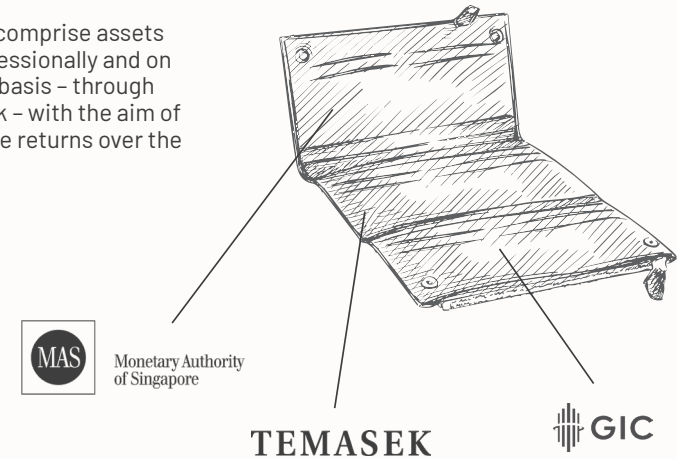 comprise assets
essionally and on
basis – through
k – with the aim of
e returns over the
MAS
Monetary Authority
of Singapore
TEMASEK
GIC